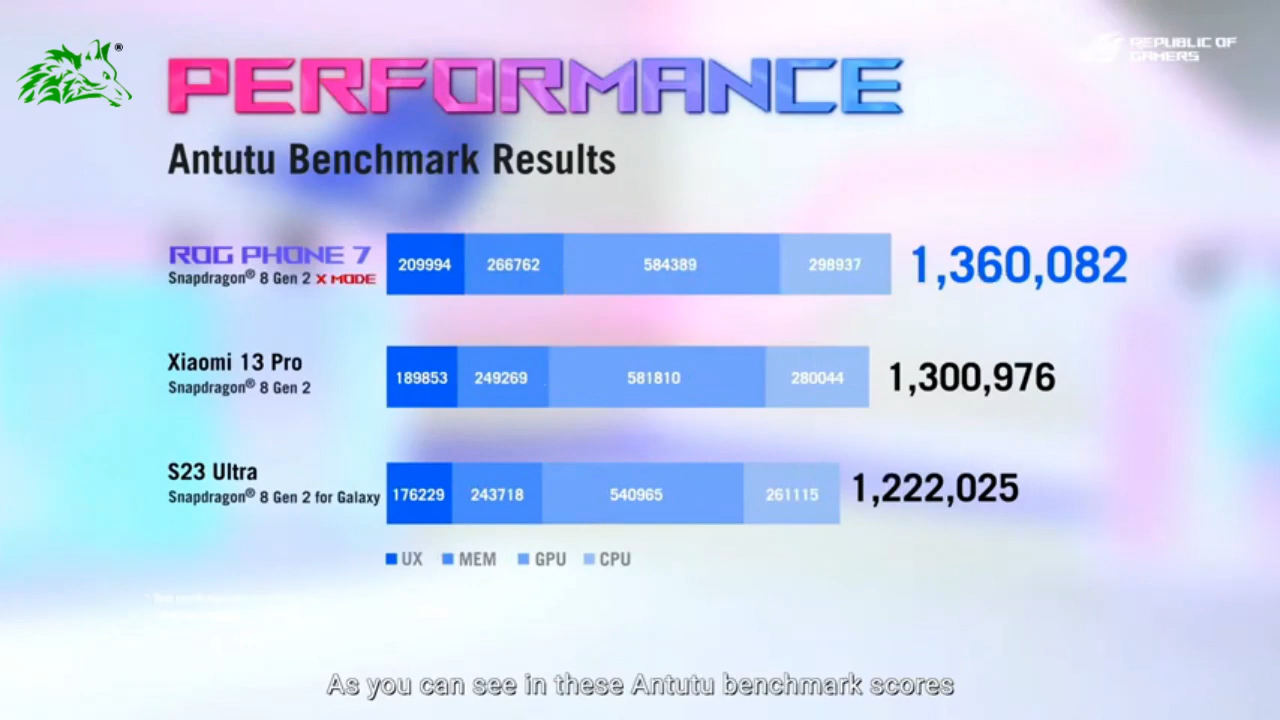 ®
REPUBLIC OF
GAMERS
PERFORMANCE
Antutu Benchmark Results
ROG PHONE 7
Snapdragon® 8 Gen 2 X MODE
209994 266762 584389 298937 1,360,082
Xiaomi 13 Pro
Snapdragon® 8 Gen 2
189853 249269 581810 280044 1,300,976
S23 Ultra
Snapdragon® 8 Gen 2 for Galaxy
176229 243718 540965 261115 1,222,025
UX MEM GPU CPU
As you can see in these Antutu benchmark scores